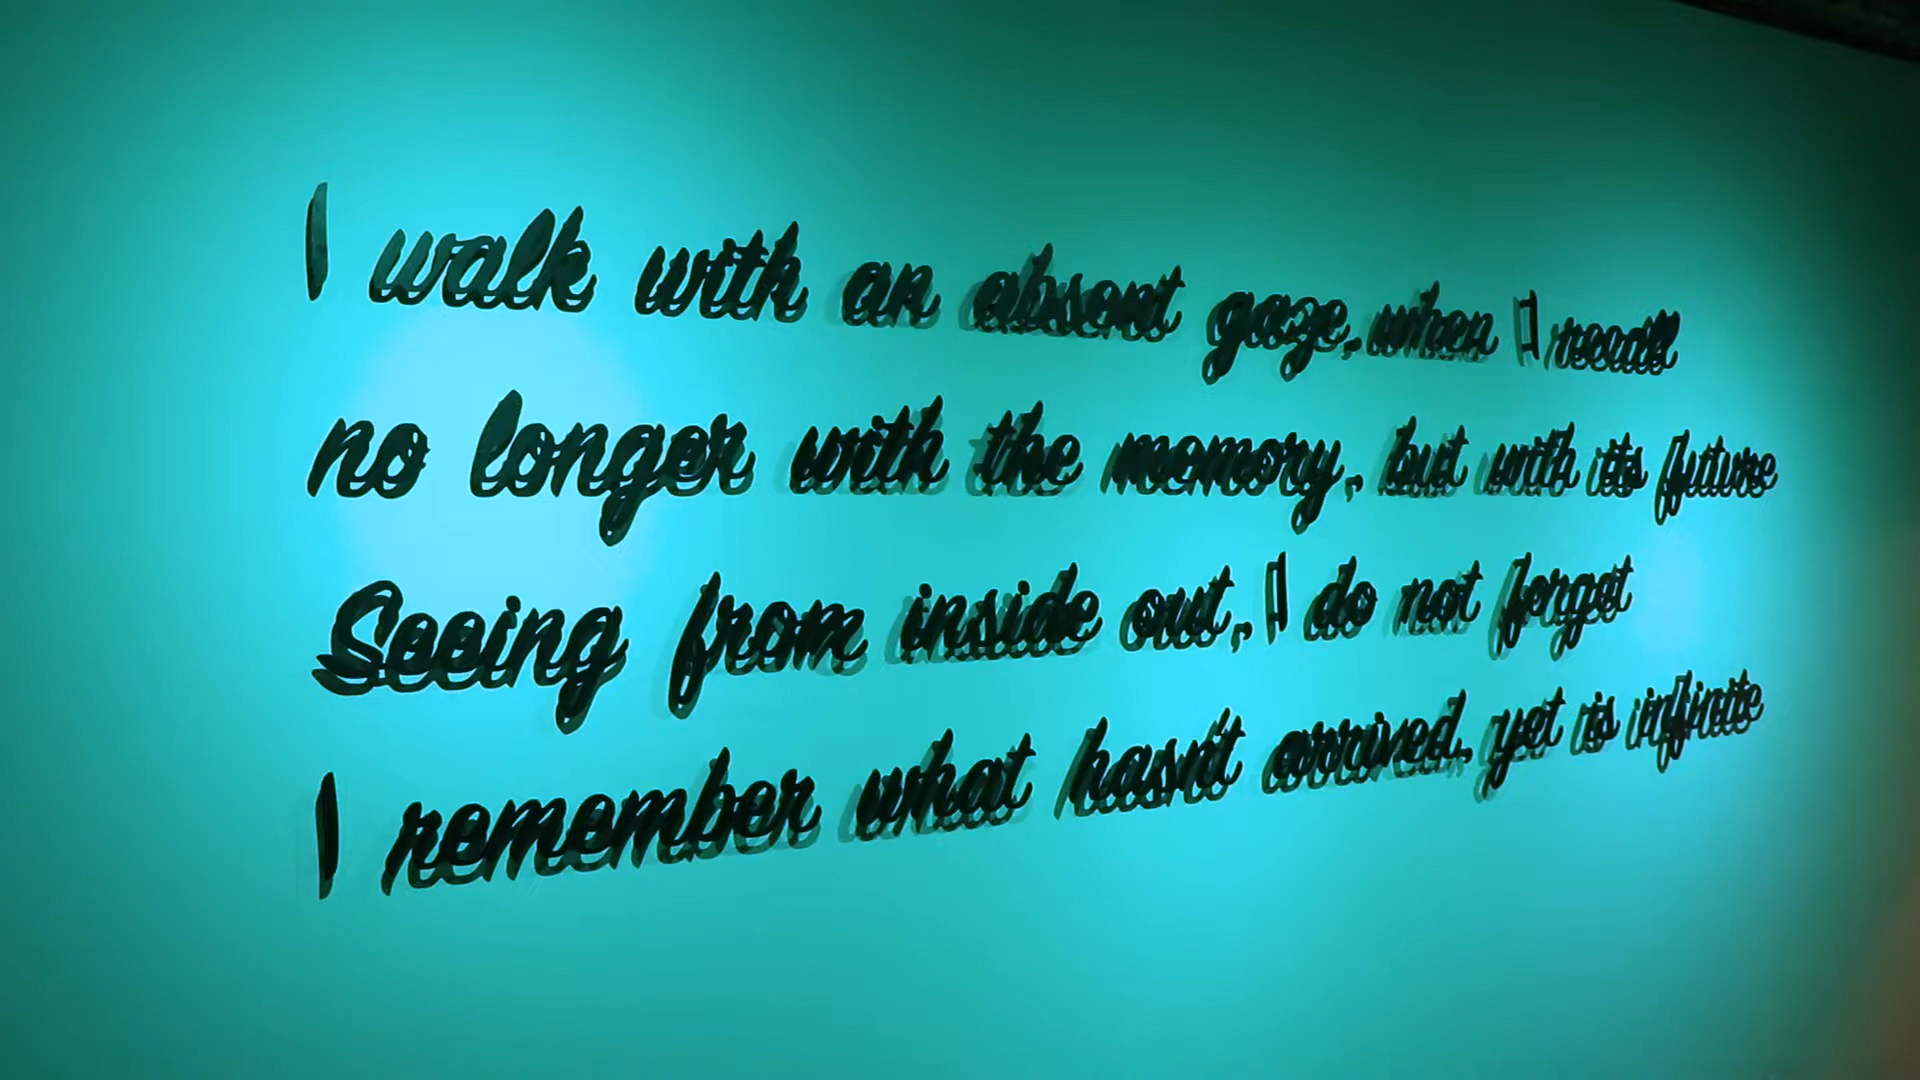 I walk with an absent gaze, when I recall
no longer with the memory, but with its future
Seeing from inside out, I do not forget
I remember what hasn't arrived, yet is infinite